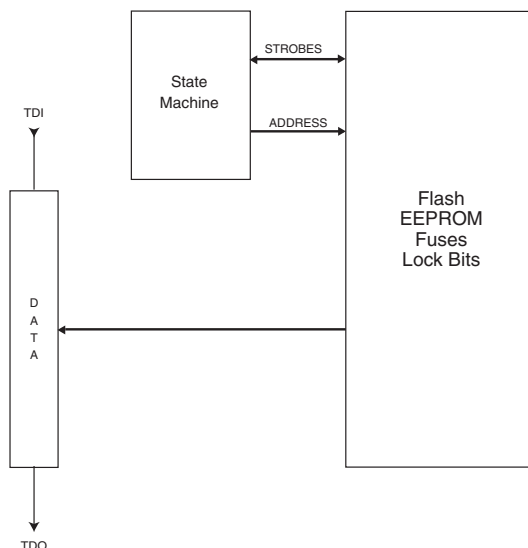 STROBES
State
Machine
TDI
ADDRESS
Flash
EEPROM
Fuses
Lock Bits
D
A
T
A
TDO